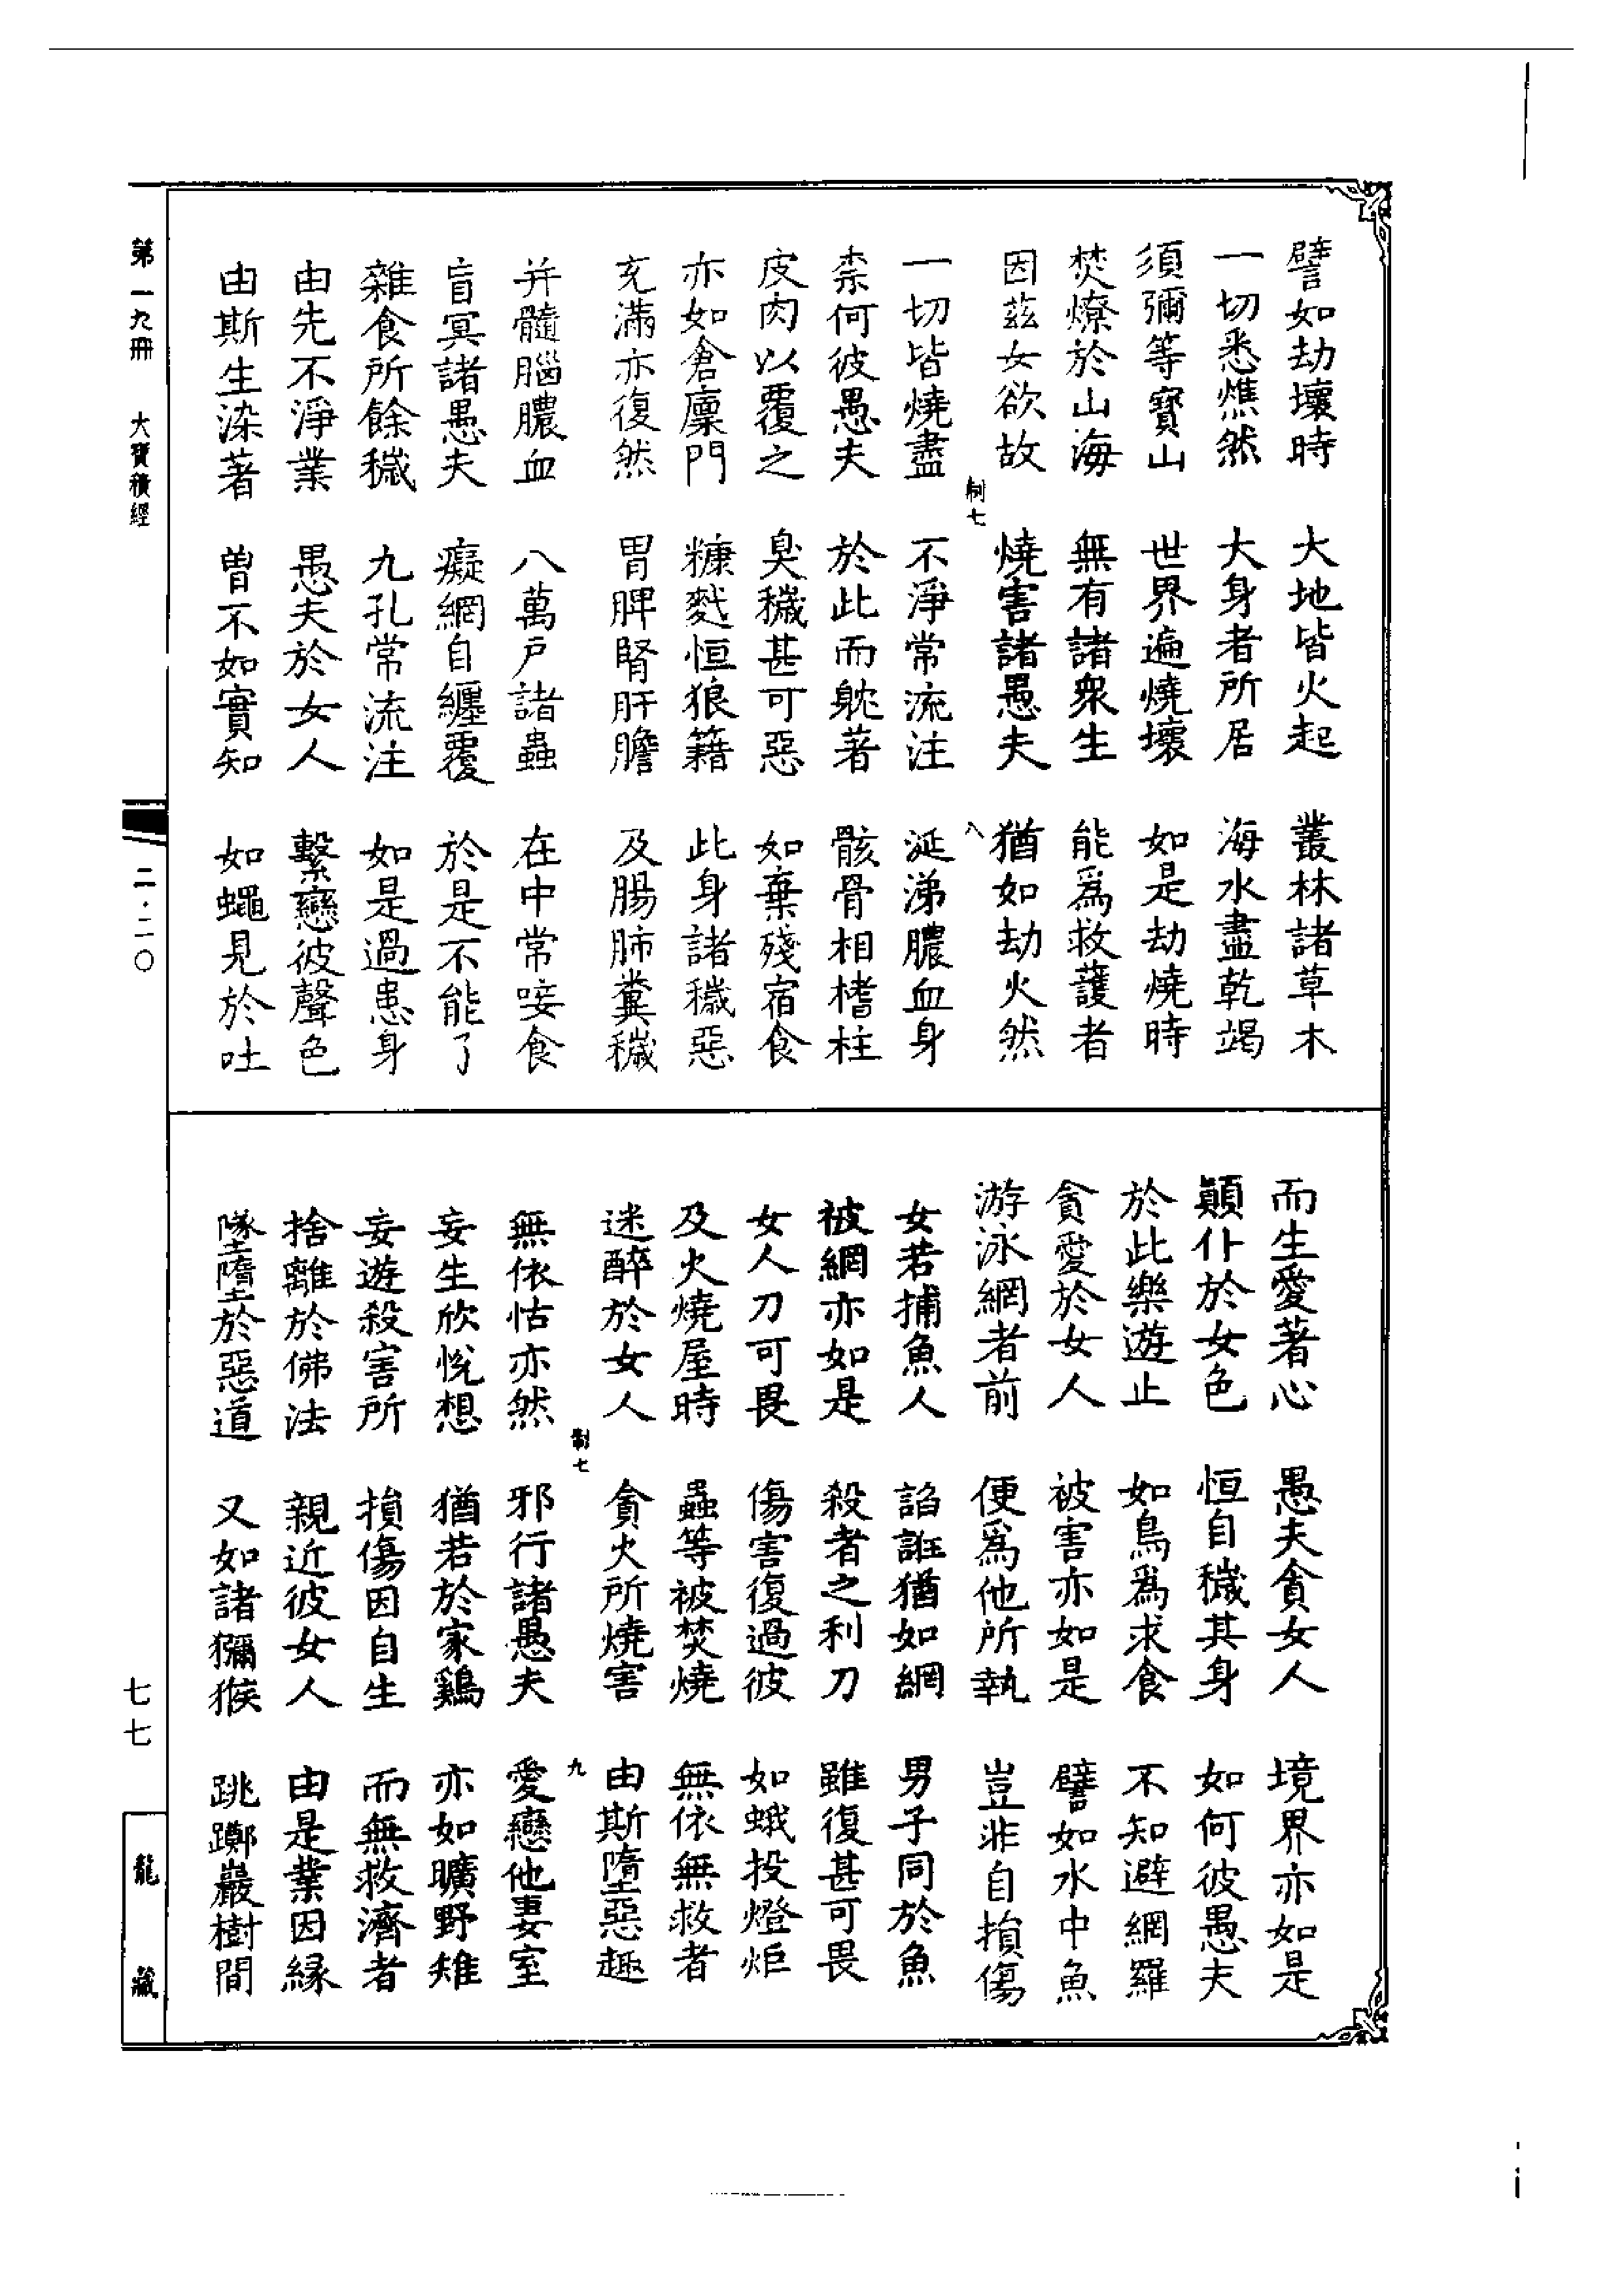 譬如劫壞時　大地皆火起　叢林諸草木
一切悉燋然　大身者所居　海水盡乾竭
須彌等寶山　世界遍燒壞　如是劫燒時
焚燎於山海　無有諸衆生　能爲救護者
因兹女欲故　燒害諸愚夫　猶如劫火然
制七　八
一切皆燒盡　不淨常流注　涎涕膿血身
柰何彼愚夫　於此而躭著　骸骨相楮柱
皮肉以覆之　臭穢甚可惡　如棄殘宿食
亦如倉廩門　糠麩恒狼籍　此身諸穢惡
充滿亦復然　胃脾腎肝膽　及腸肺糞穢
并髓腦膿血　八萬戶諸蟲　在中常唼食
盲冥諸愚夫　癡網自纏覆　於是不能了
雜食所餘穢　九孔常流注　如是過患身
由先不淨業　愚夫於女人　繫戀彼聲色
由斯生染著　曾不如實知　如蠅見於吐
而生愛著心　愚夫貪女人　境界亦如是
顛仆於女色　恒自穢其身　如何彼愚夫
於此樂遊止　如鳥爲求食　不知避網羅
貪愛於女人　被害亦如是　譬如水中魚
游泳網者前　便爲他所執　豈非自損傷
女若捕魚人　諂誑猶如網　男子同於魚
被網亦如是　殺者之利刀　雖復甚可畏
女人刀可畏　傷害復過彼　如蛾投燈炬
及火燒屋時　蟲等被焚燒　無依無救者
迷醉於女人　貪火所燒害　由斯墮惡趣
制七　九
無依怙亦然　邪行諸愚夫　愛戀他妻室
妄生欣悅想　猶若於家鷄　亦如曠野雉
妄遊殺害所　損傷因自生　而無救濟者
捨離於佛法　親近彼女人　由是業因緣
墜墮於惡道　又如諸獼猴　跳躑巖樹間
第一九冊　大寶積經
二·二〇
七七
龍藏